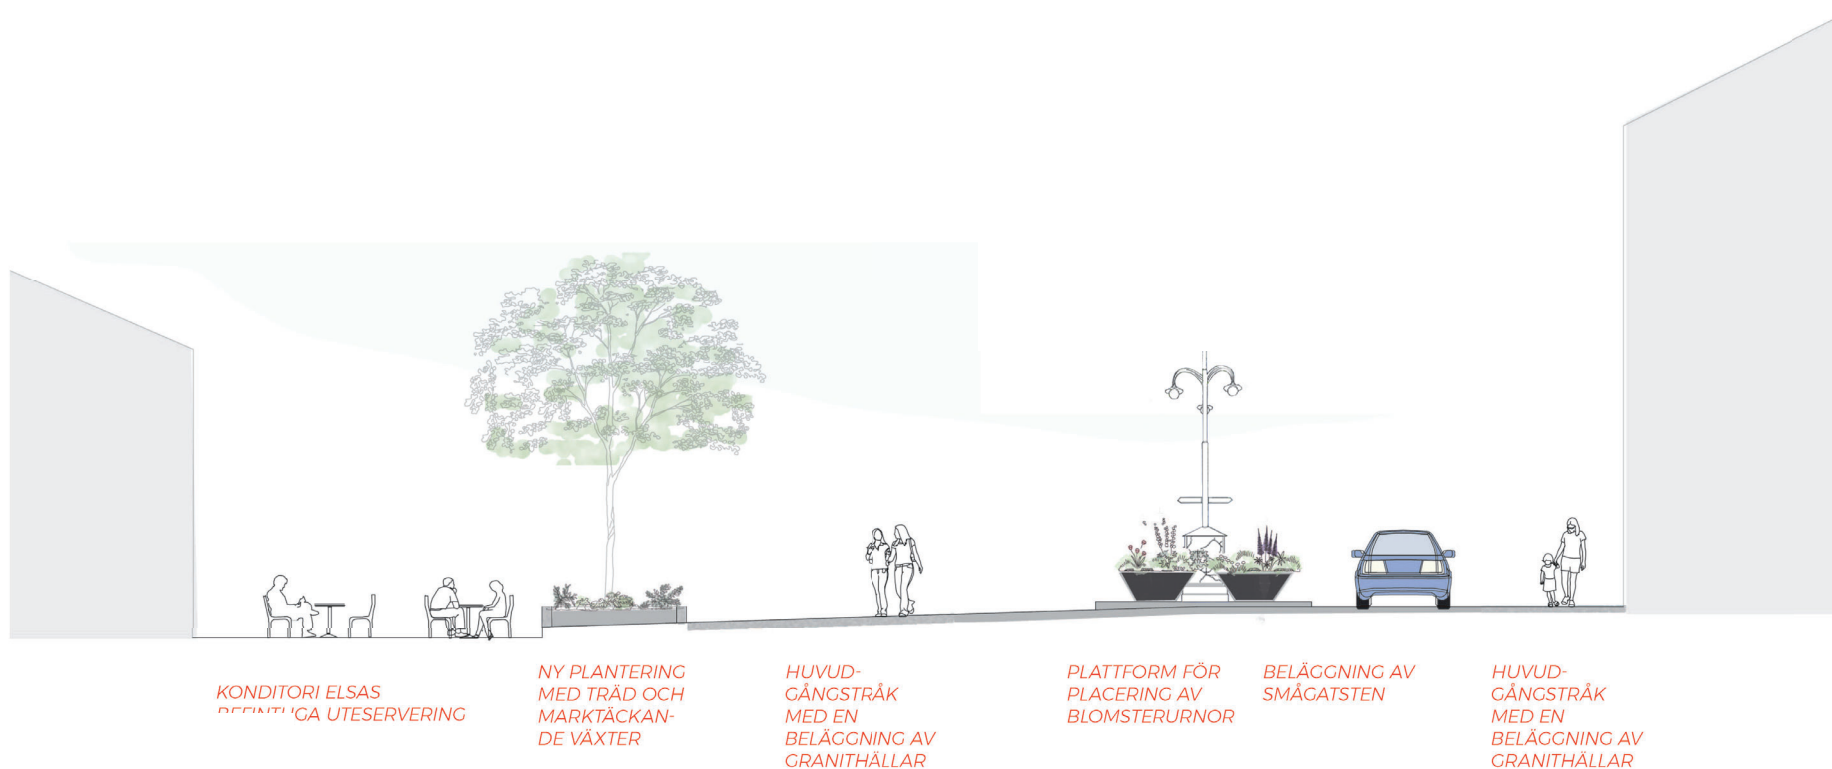 KONDITORI ELSAS
UTESERVERING
NY PLANTERING
MED TRÄD OCH
MARKTÄCKAN-
DE VÄXTER
HUVUD-
GÅNGSTRÅK
MED EN
BELÄGGNING AV
GRANITHÄLLAR
PLATTFORM FÖR
PLACERING AV
BLOMSTERURNOR
BELÄGGNING AV
SMÅGATSTEN
HUVUD-
GÅNGSTRÅK
MED EN
BELÄGGNING AV
GRANITHÄLLAR